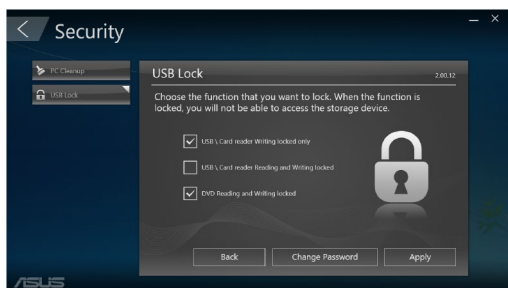 Security
PC Cleanup
USB Lock
USB Lock
2.00.12
Choose the function that you want to lock. When the function is
locked, you will not be able to access the storage device.
USB \ Card reader Writing locked only
USB \ Card reader Reading and Writing locked
DVD Reading and Writing locked
Back
Change Password
Apply
ASUS